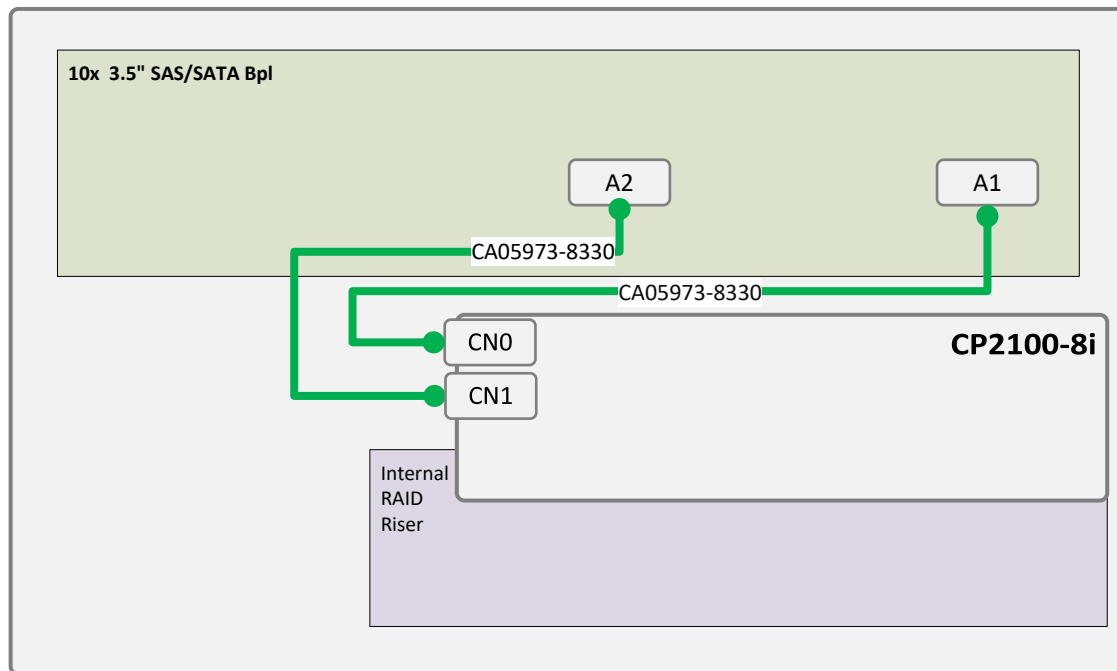 10x 3.5" SAS/SATA Bpl
A2
A1
CA05973-8330
CA05973-8330
CN0
CP2100-8i
CN1
Internal
RAID
Riser